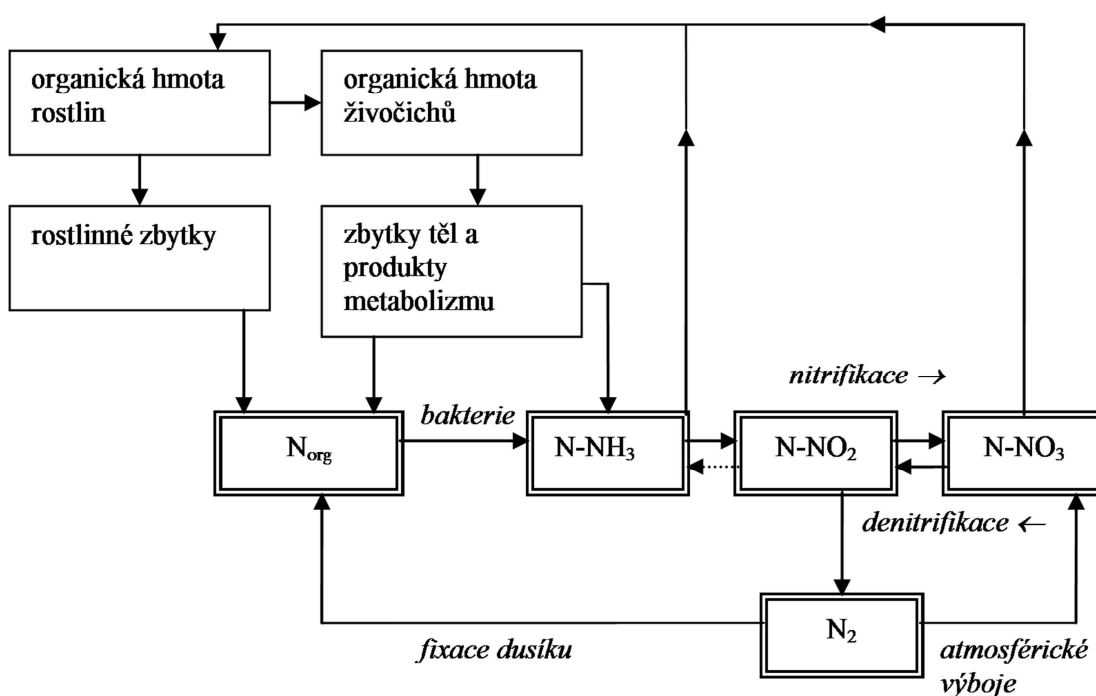 organická hmota
rostlin
organická hmota
živočichů
rostlinné zbytky
zbytky těl a
produkty
metabolizmu
nitrifikace →
bakterie
Norg
N-NH3
N-NO2
N-NO3
denitrifikace ←
N2
fixace dusíku
atmosférické
výboje